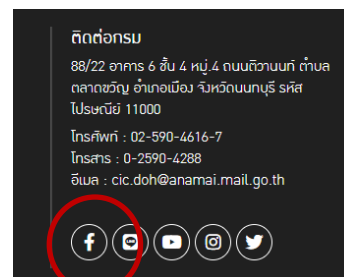 ติดต่อกรม
88/22 อาคาร 6 ชั้น 4 หมู่.4 ถนนติวานนท์ ตำบล
ตลาดขวัญ อำเภอเมือง จังหวัดนนทบุรี รหัส
ไปรษณีย์ 11000
โทรศัพท์ : 02-590-4616-7
โทรสาร : 0-2590-4288
อีเมล : cic.doh@anamai.mail.go.th
LINE